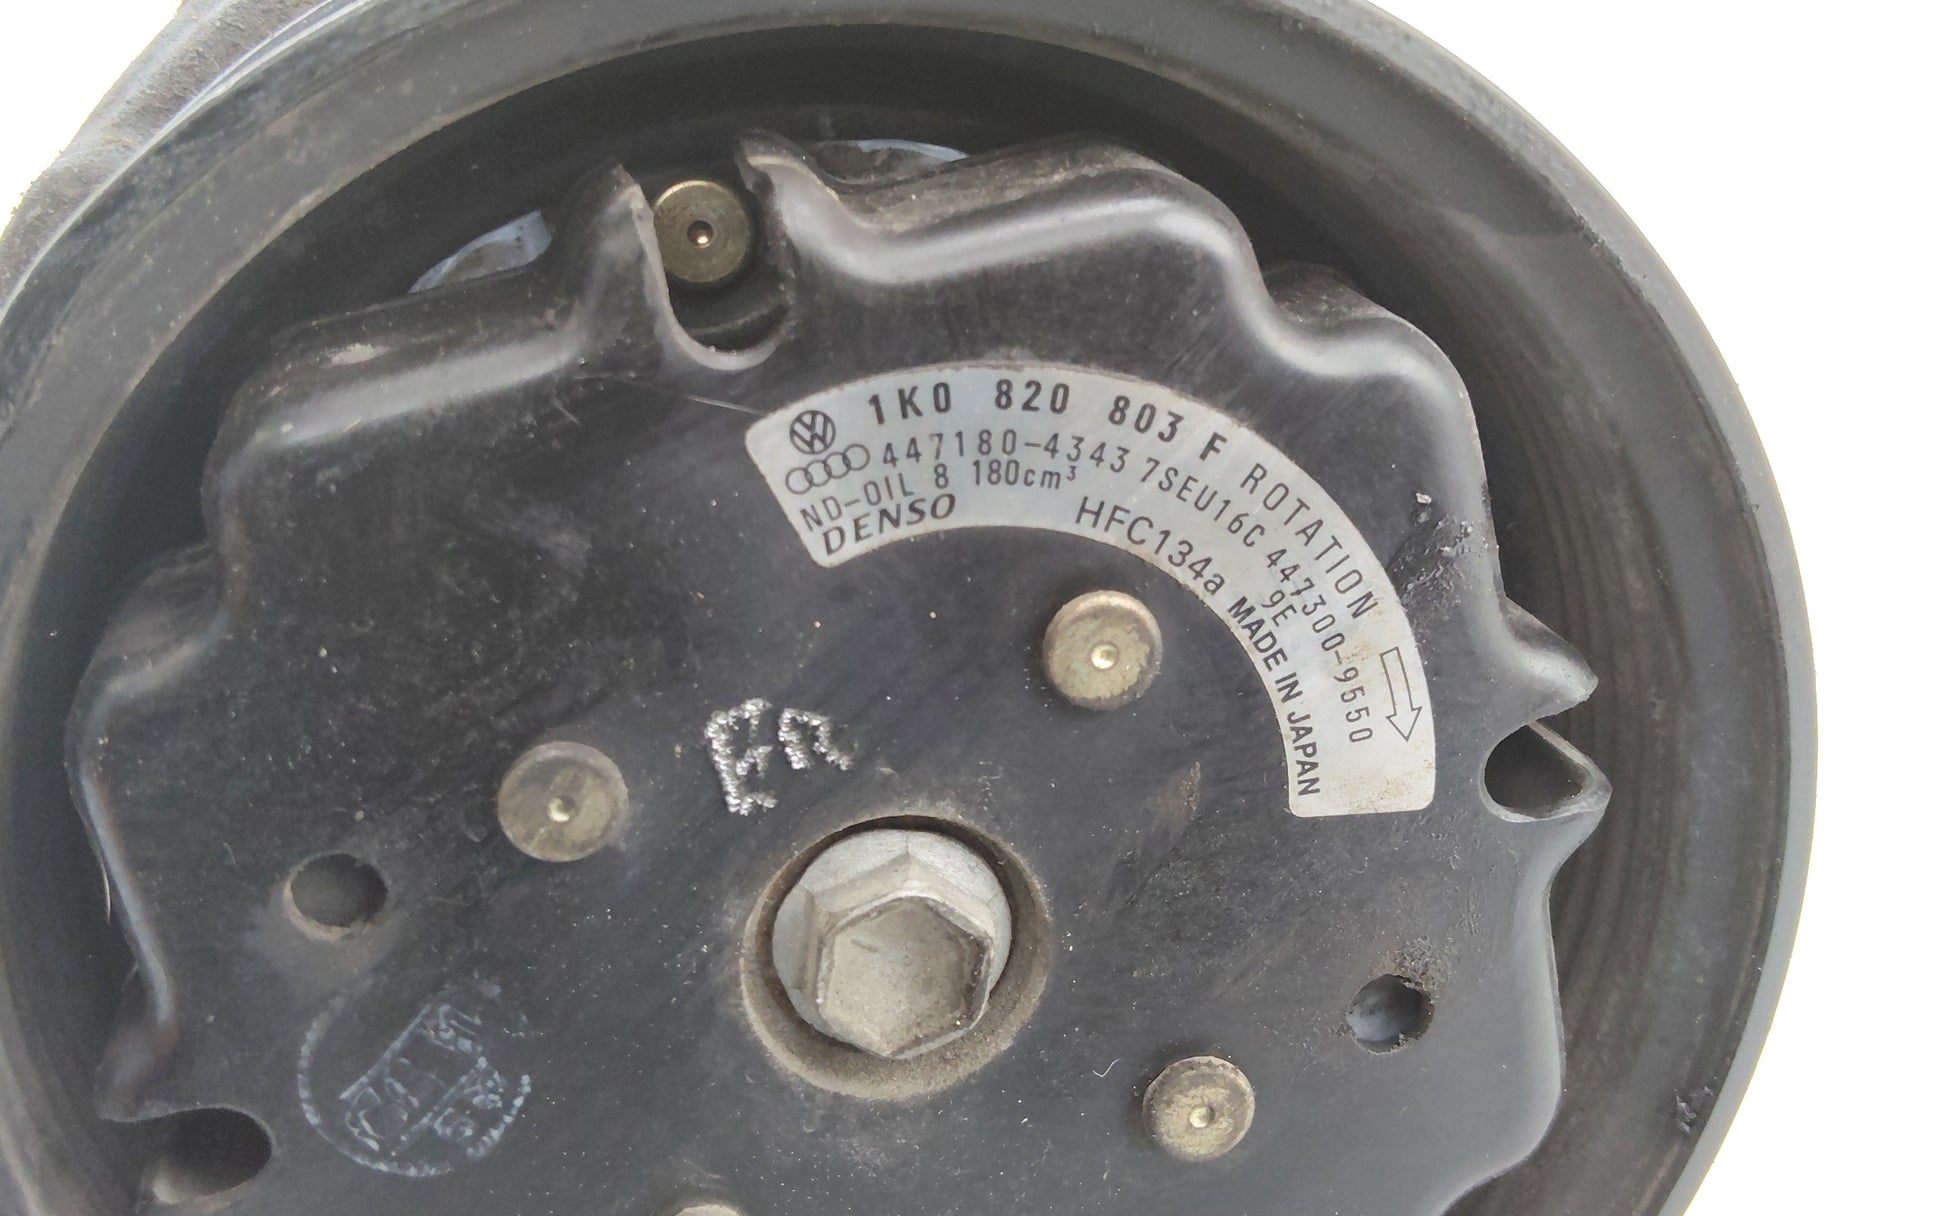 1K0 820 803 F ROTATION
447180-4343 7SEU16C 447300-9550
ND-OIL 8 180cm³ 9E
DENSO HFC134a MADE IN JAPAN